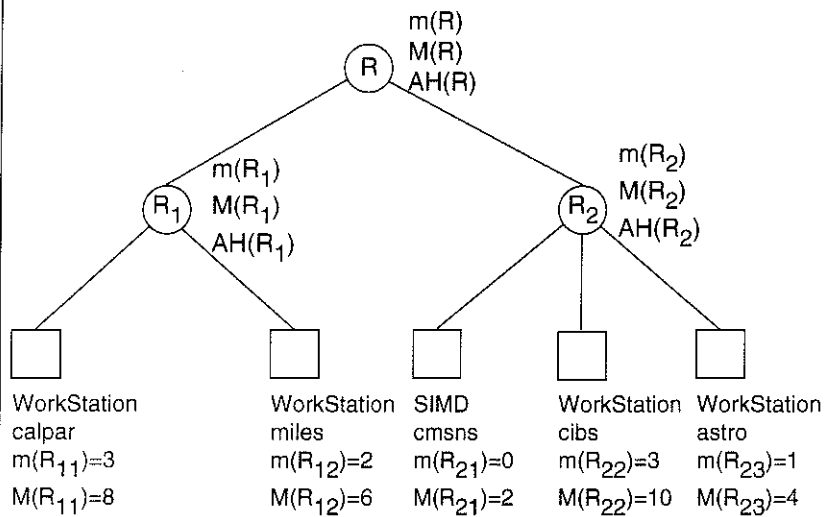 m(R)
M(R)
AH(R)
R
m(R₁)
M(R₁)
AH(R₁)
R₁
m(R₂)
M(R₂)
AH(R₂)
R₂
WorkStation
calpar
m(R₁₁)=3
M(R₁₁)=8
WorkStation
miles
m(R₁₂)=2
M(R₁₂)=6
SIMD
cmsns
m(R₂₁)=0
M(R₂₁)=2
WorkStation
cibs
m(R₂₂)=3
M(R₂₂)=10
WorkStation
astro
m(R₂₃)=1
M(R₂₃)=4